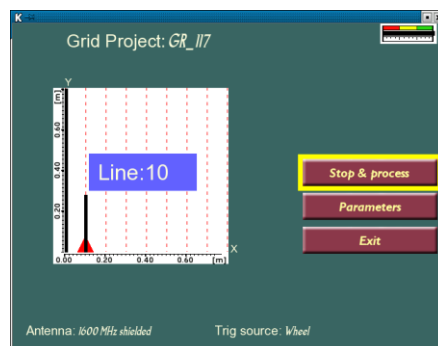 K
Grid Project: GR_117
Y
[m]
0.60
0.40
0.20
Line:10
X
0.00 0.20 0.40 0.60 [m]
Stop & process
Parameters
Exit
Antenna: 1600 MHz shielded
Trig source: Wheel